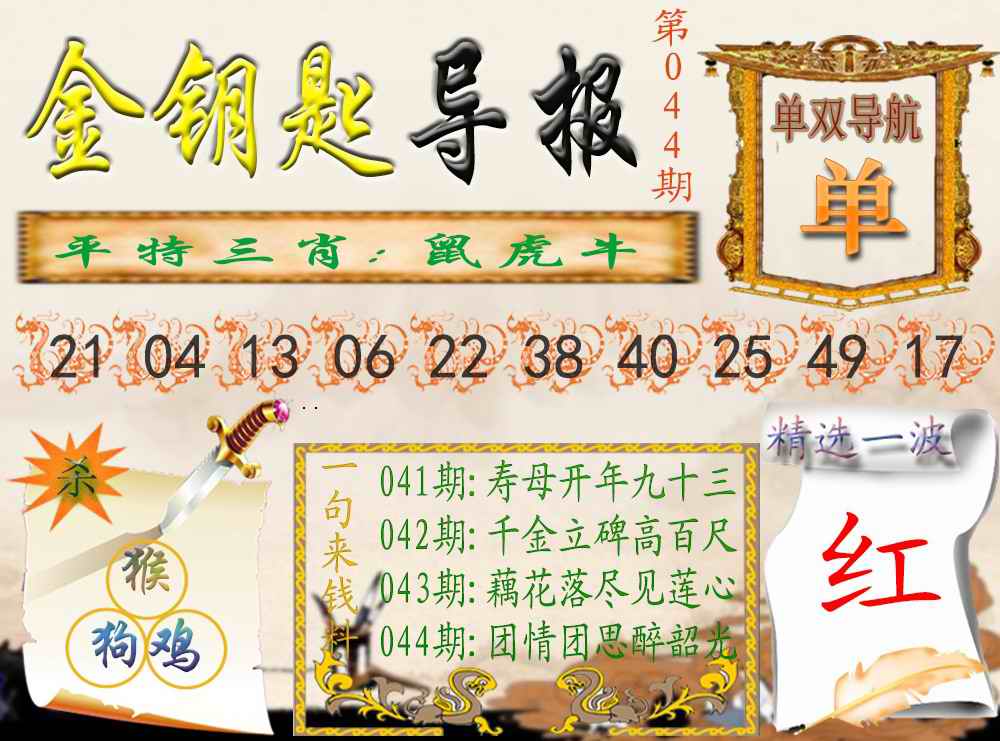 金钥匙导报
第044期
单双导航
单
平特三肖:鼠虎牛
21 04 13 06 22 38 40 25 49 17
杀
猴
狗鸡
一句来钱料
041期:寿母开年九十三
042期:千金立碑高百尺
043期:藕花落尽见莲心
044期:团情团思醉韶光
精选一波
红